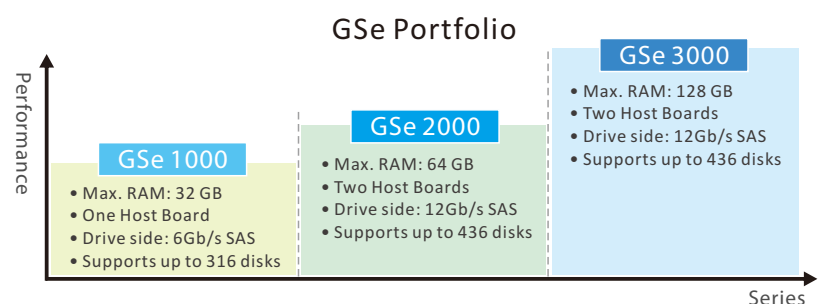 GSe Portfolio
Performance
GSe 1000
• Max. RAM: 32 GB
• One Host Board
• Drive side: 6Gb/s SAS
• Supports up to 316 disks
GSe 2000
• Max. RAM: 64 GB
• Two Host Boards
• Drive side: 12Gb/s SAS
• Supports up to 436 disks
GSe 3000
• Max. RAM: 128 GB
• Two Host Boards
• Drive side: 12Gb/s SAS
• Supports up to 436 disks
Series